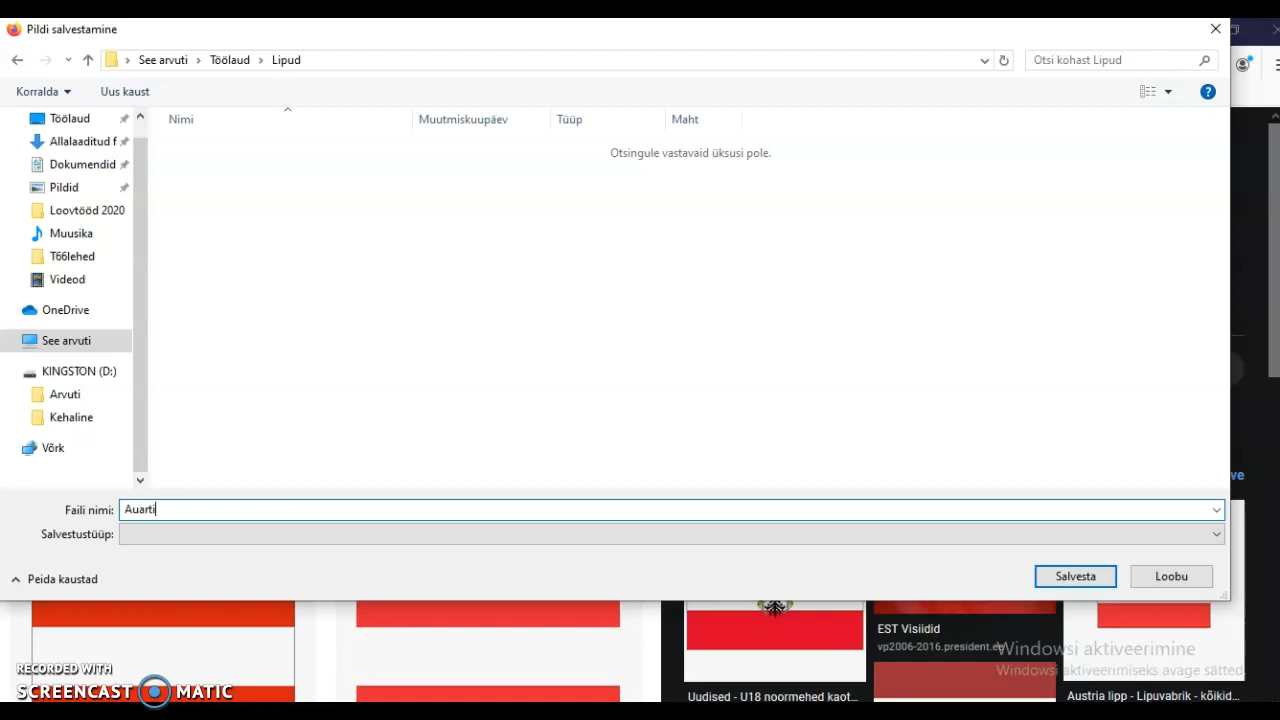 Pildi salvestamine
See arvuti > Töölaud > Lipud
Otsi kohast Lipud
Korralda
Uus kaust
Nimi
Muutmiskuupäev
Tüüp
Maht
Otsingule vastavaid üksusi pole.
Töölaud
Allalaaditud f
Dokumendid
Pildid
Loovtööd 2020
Muusika
Töölehed
Videod
OneDrive
See arvuti
KINGSTON (D:)
Arvuti
Kehaline
Võrk
Faili nimi: Auarti
Salvestustüüp:
Peida kaustad
Salvesta
Loobu
ve
EST Visiidid
vp2006-2016.president.ee
Uudised - U18 noormehed kaot...
Austria lipp - Lipuvabrik - kõikid...
Windowsi aktiveerimine
Windowsi aktiveerimiseks avage sätted
RECORDED WITH
SCREENCAST MATIC